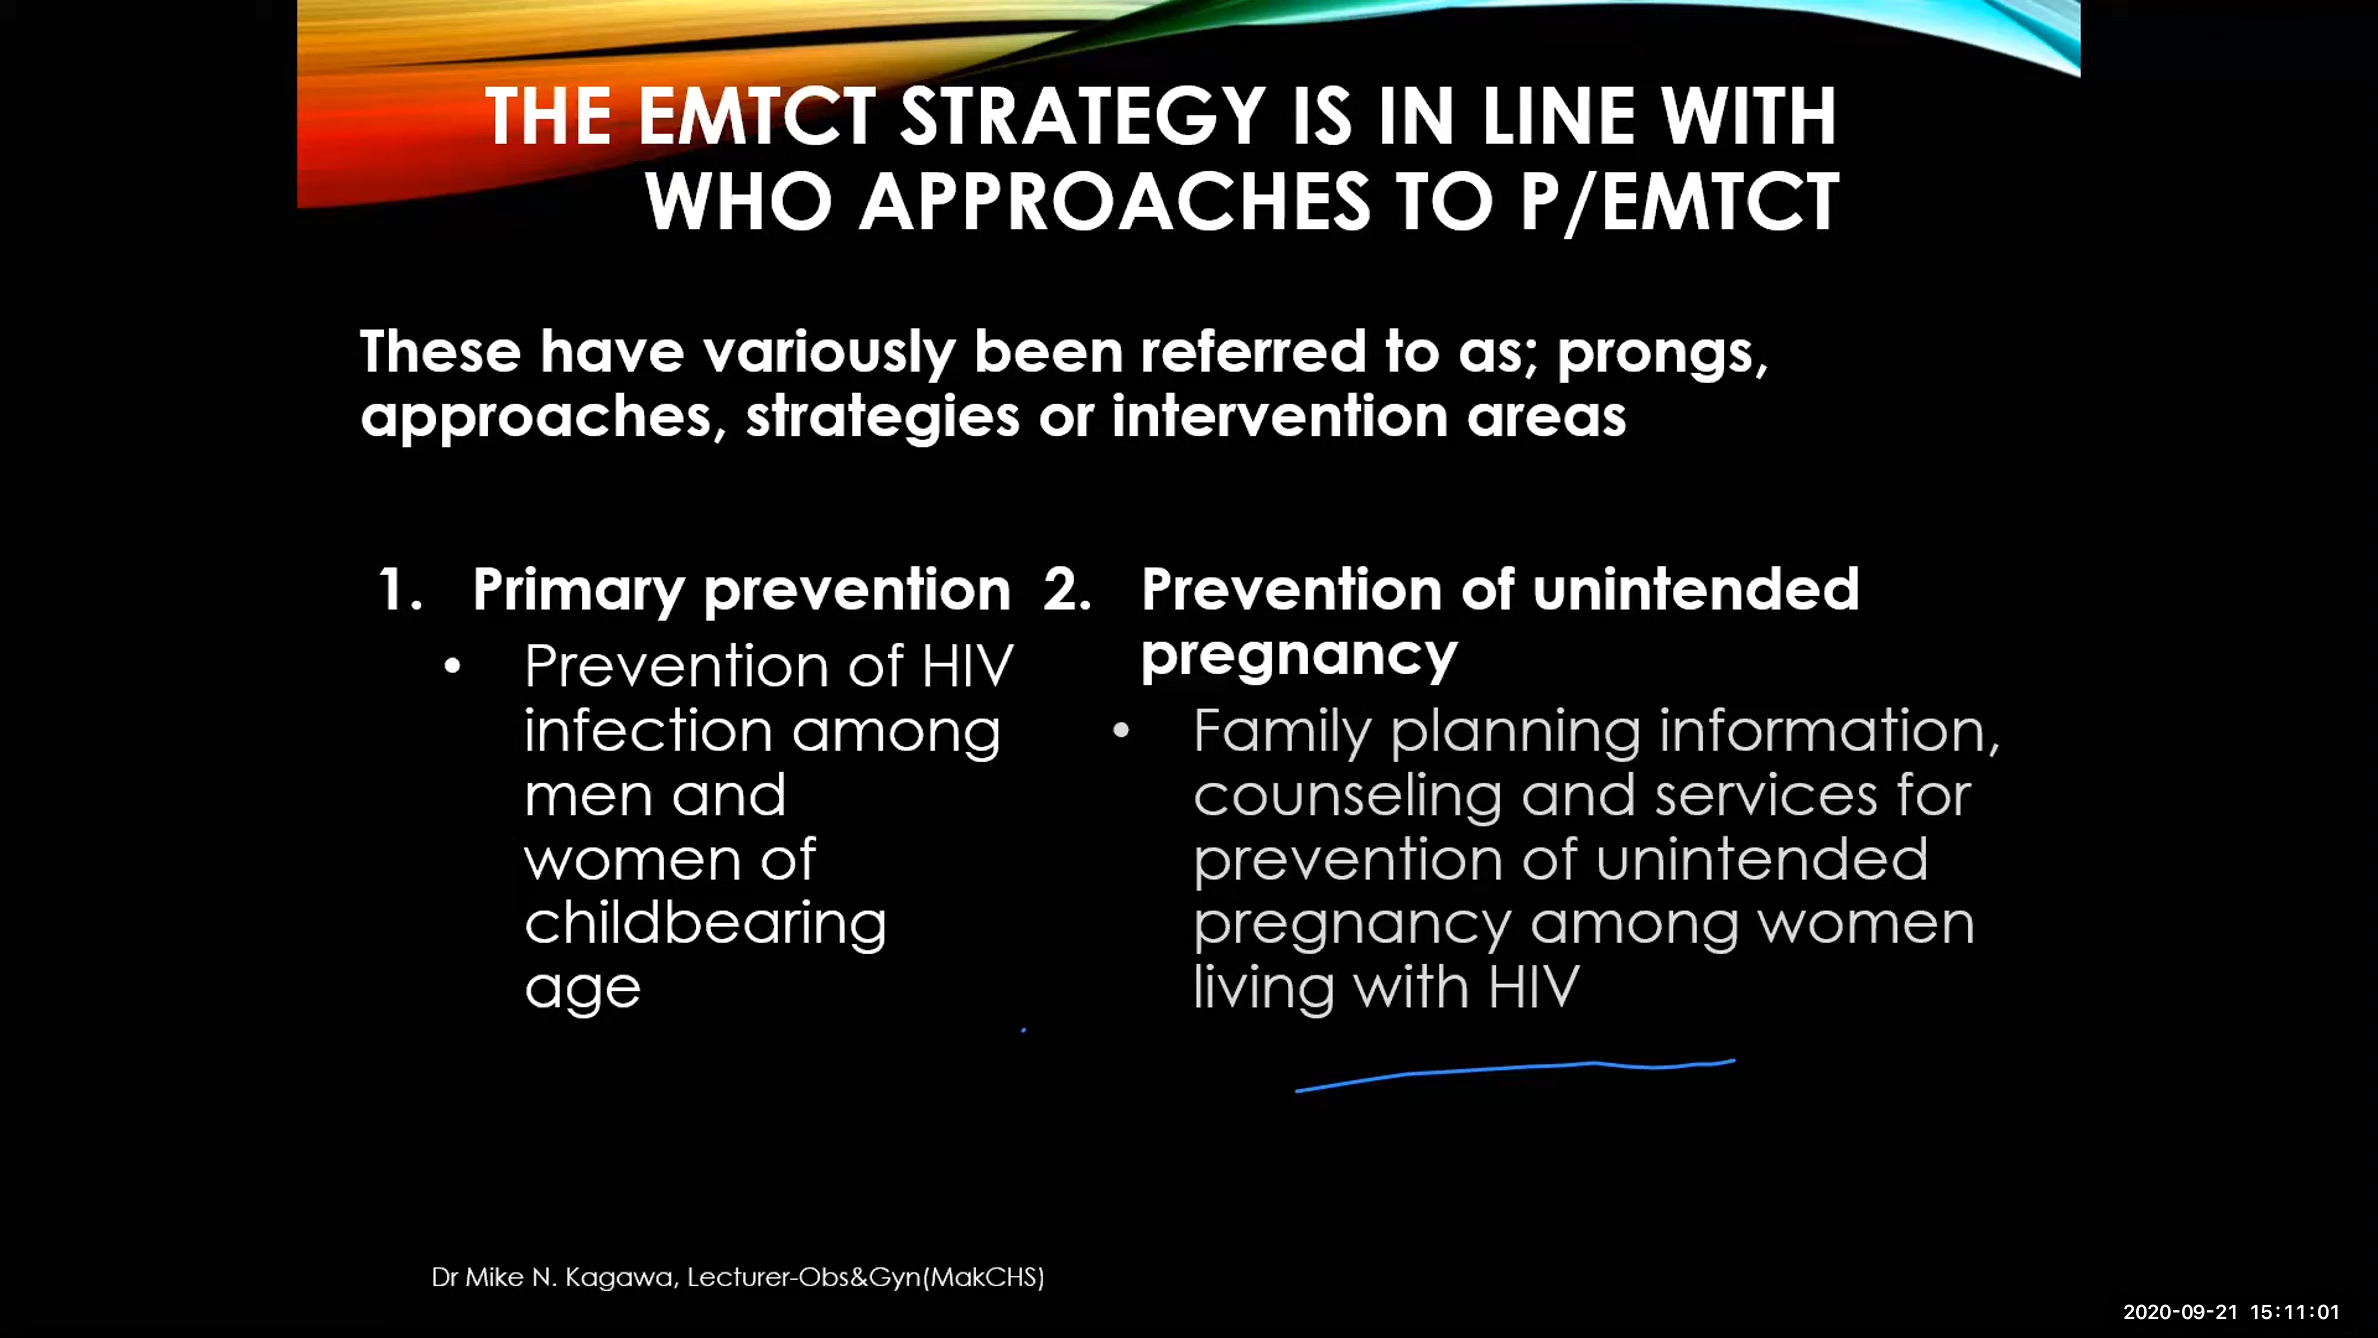 THE EMTCT STRATEGY IS IN LINE WITH
WHO APPROACHES TO P/EMTCT
These have variously been referred to as; prongs,
approaches, strategies or intervention areas
1. Primary prevention
• Prevention of HIV
infection among
men and
women of
childbearing
age
2. Prevention of unintended
pregnancy
• Family planning information,
counseling and services for
prevention of unintended
pregnancy among women
living with HIV
Dr Mike N. Kagawa, Lecturer-Obs&Gyn(MakCHS)
2020-09-21 15:11:01